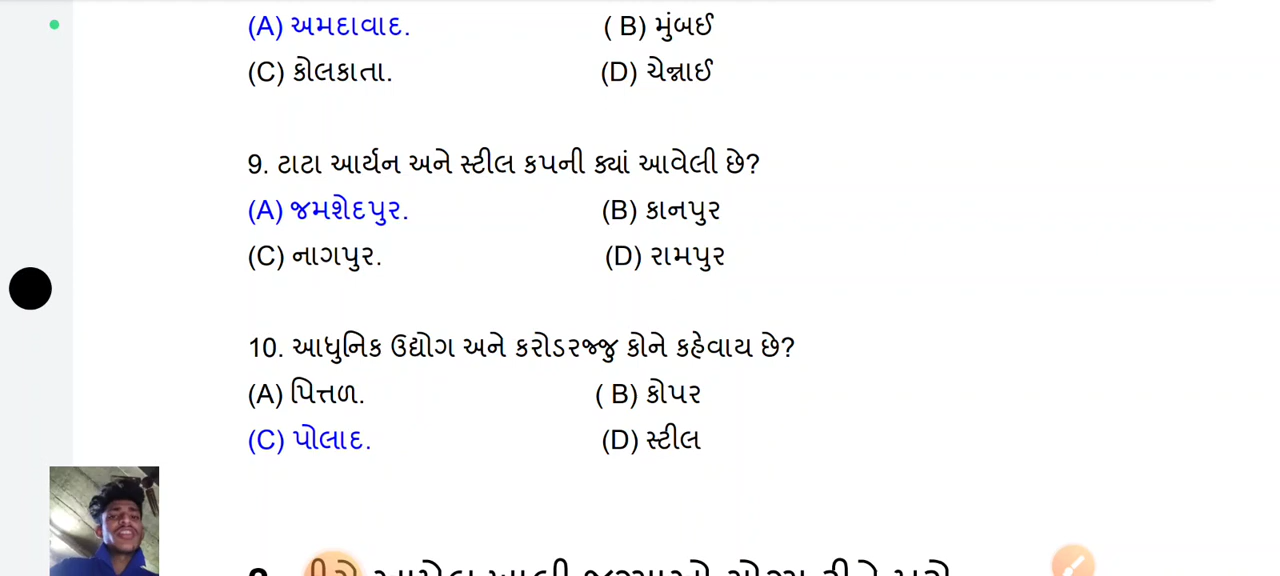 (A) અમદાવાદ. ( B) મુંબઈ
(C) કોલકાતા. (D) ચેન્નાઈ
9. ટાટા આર્યન અને સ્ટીલ કપની ક્યાં આવેલી છે?
(A) જમશેદપુર. (B) કાનપુર
(C) નાગપુર. (D) રામપુર
10. આધુનિક ઉદ્યોગ અને કરોડરજ્જુ કોને કહેવાય છે?
(A) પિત્તળ. ( B) કોપર
(C) પોલાદ. (D) સ્ટીલ